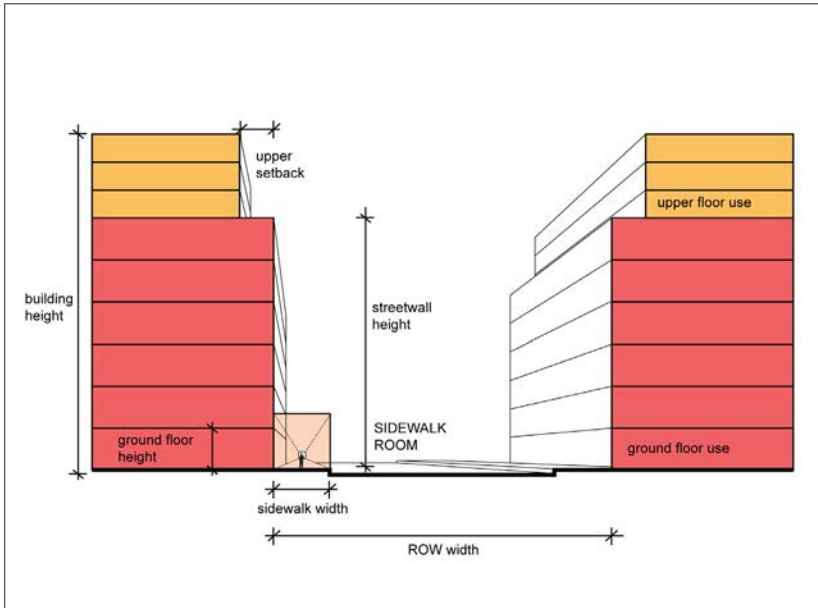 upper
setback
upper floor use
building
height
streetwall
height
ground floor
height
SIDEWALK
ROOM
ground floor use
sidewalk width
ROW width